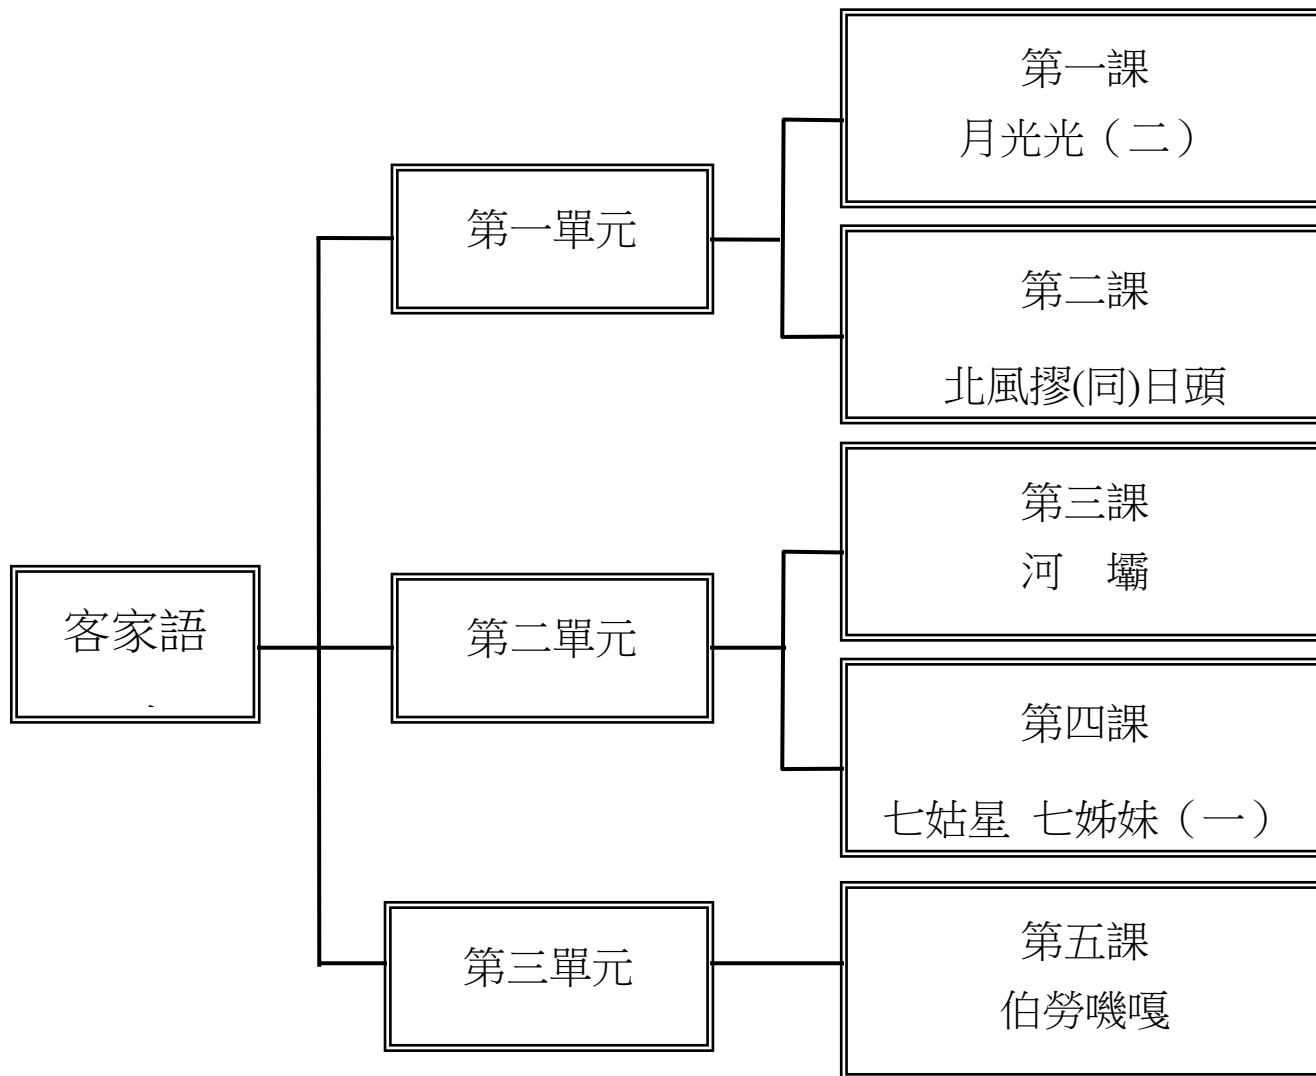 客家語
第一單元
第一課
月光光（二）
第二課
北風摎(同)日頭
第二單元
第三課
河　壩
第四課
七姑星 七姊妹（一）
第三單元
第五課
伯勞嘰嘎